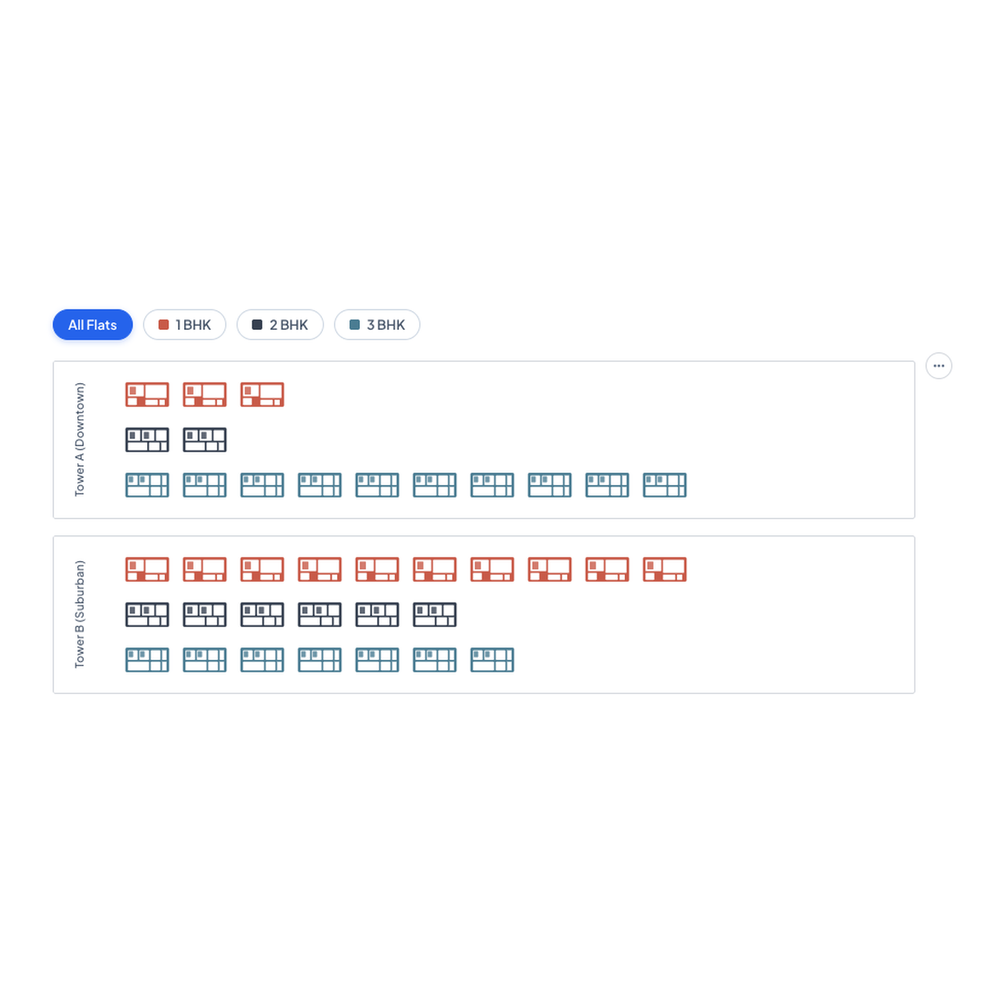 All Flats
1 BHK
2 BHK
3 BHK
Tower A (Downtown)
Tower B (Suburban)